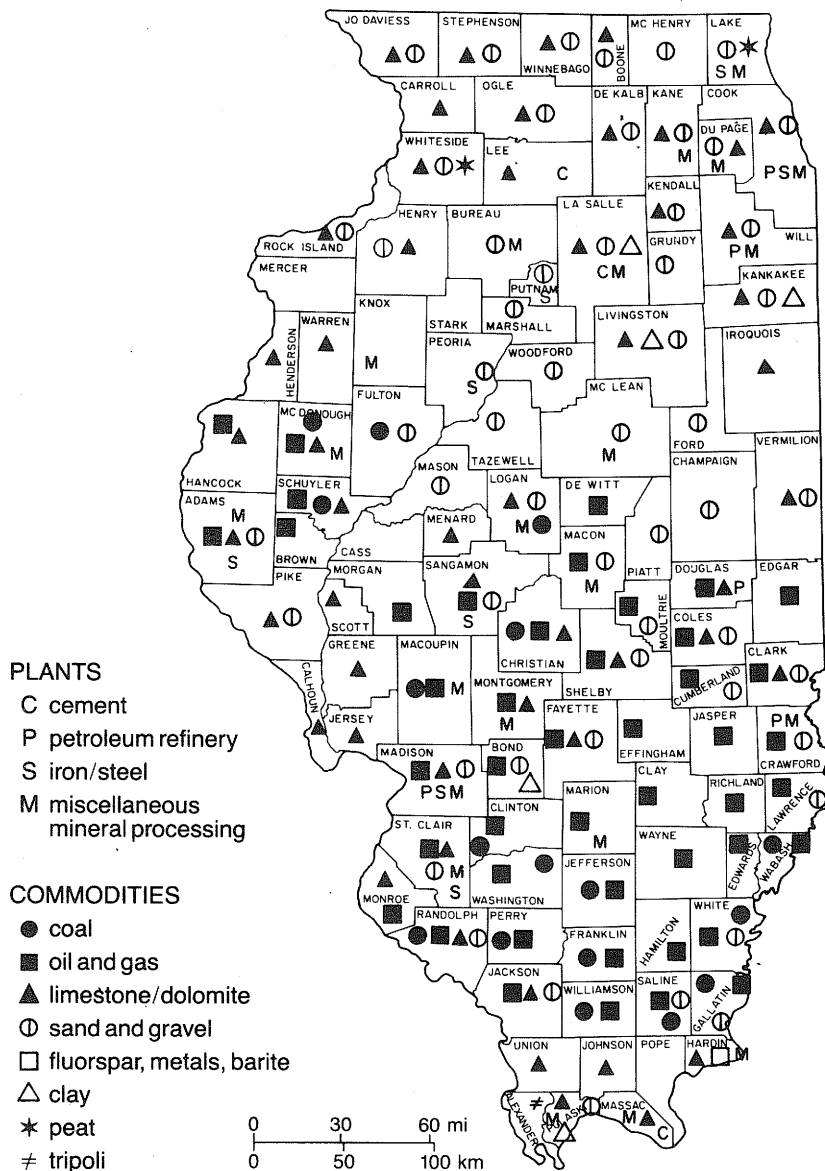 JO DAVIESS
STEPHENSON
WINNEBAGO
BOONE
MC HENRY
LAKE
S M
CARROLL
OGLE
DE KALB
KANE
M
COOK
DU PAGE
M
PSM
WHITESIDE
LEE
C
KENDALL
ROCK ISLAND
HENRY
BUREAU
M
LA SALLE
CM
GRUNDY
WILL
PM
MERCER
PUTNAM
S
KANKAKEE
KNOX
M
STARK
MARSHALL
LIVINGSTON
HENDERSON
WARREN
PEORIA
S
WOODFORD
IROQUOIS
MC DONOUGH
M
FULTON
MC LEAN
M
TAZEWELL
FORD
VERMILION
HANCOCK
SCHUYLER
MASON
LOGAN
M
DE WITT
CHAMPAIGN
ADAMS
M
S
BROWN
CASS
MENARD
MACON
M
PIATT
PIKE
MORGAN
SCOTT
SANGAMON
S
MOULTRIE
DOUGLAS
P
EDGAR
COLES
CHRISTIAN
SHELBY
CALHOUN
GREENE
MACOUPIN
M
MONTGOMERY
M
CUMBERLAND
CLARK
JERSEY
FAYETTE
EFFINGHAM
JASPER
PM
CRAWFORD
MADISON
PSM
BOND
CLAY
RICHLAND
LAWRENCE
CLINTON
MARION
M
ST. CLAIR
M
S
WAYNE
EDWARDS
WABASH
WASHINGTON
JEFFERSON
MONROE
RANDOLPH
PERRY
FRANKLIN
HAMILTON
WHITE
JACKSON
WILLIAMSON
SALINE
GALLATIN
UNION
JOHNSON
POPE
HARDIN
M
ALEXANDER
PULASKI
M
MASSAC
M
C
PLANTS
C cement
P petroleum refinery
S iron/steel
M miscellaneous
mineral processing
COMMODITIES
coal
oil and gas
limestone/dolomite
sand and gravel
fluorspar, metals, barite
clay
peat
tripoli
0 30 60 mi
0 50 100 km